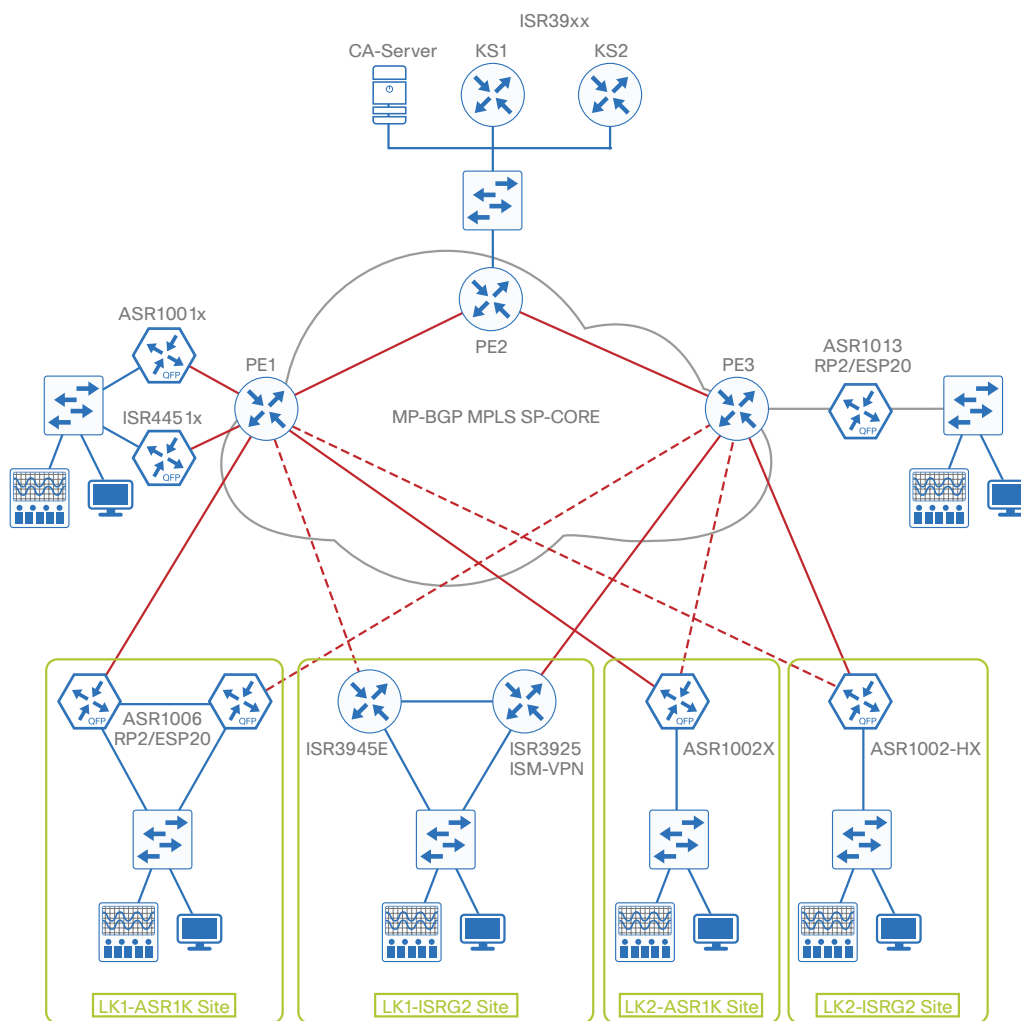 ISR39xx
CA-Server
KS1
KS2
ASR1001x
QFP
ISR4451x
QFP
PE1
PE2
PE3
MP-BGP MPLS SP-CORE
ASR1013
RP2/ESP20
QFP
QFP
ASR1006
RP2/ESP20
QFP
ISR3945E
ISR3925
ISM-VPN
QFP
ASR1002X
QFP
ASR1002-HX
LK1-ASR1K Site
LK1-ISRG2 Site
LK2-ASR1K Site
LK2-ISRG2 Site